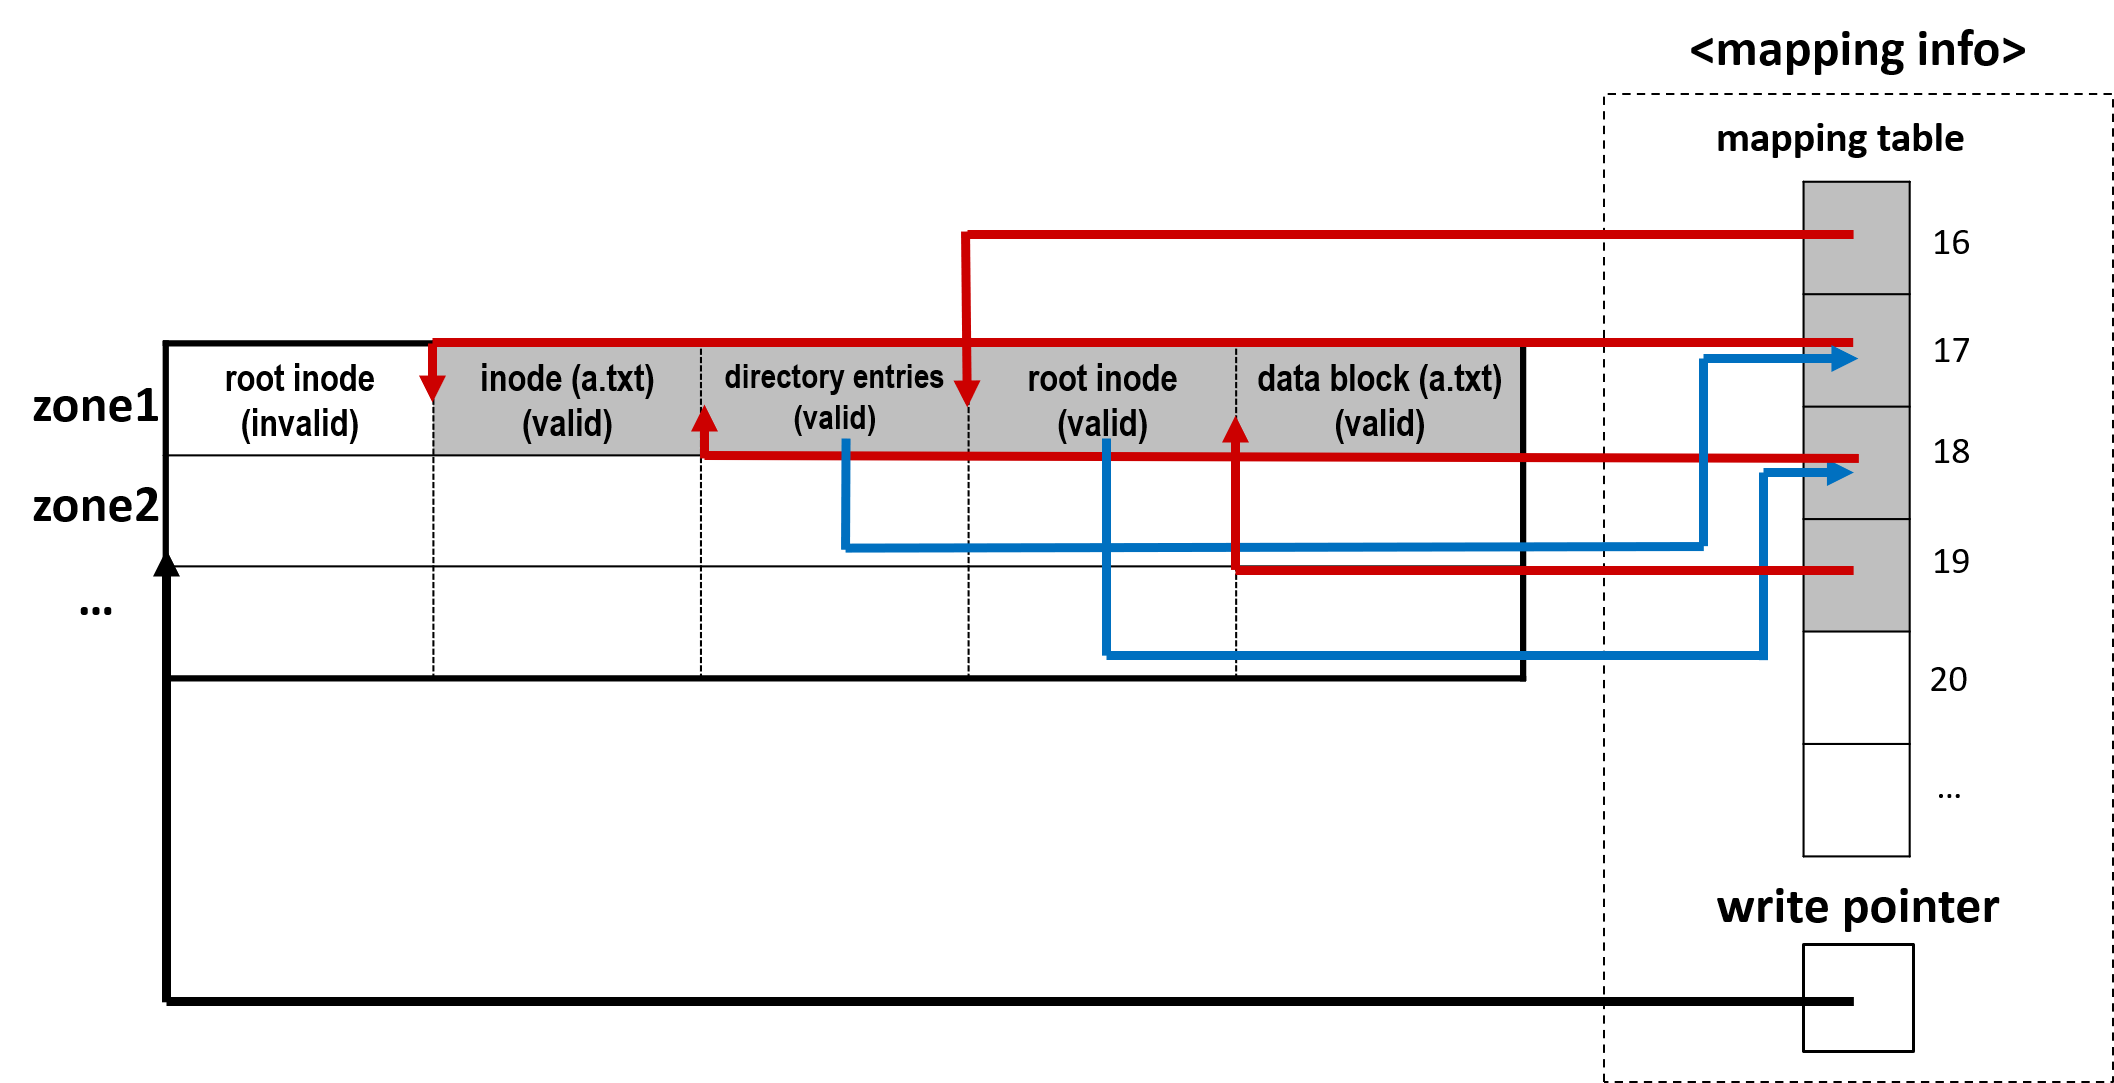 <mapping info>
mapping table
16
17
18
19
20
...
zone1
root inode
(invalid)
inode (a.txt)
(valid)
directory entries
(valid)
root inode
(valid)
data block (a.txt)
(valid)
zone2
...
write pointer